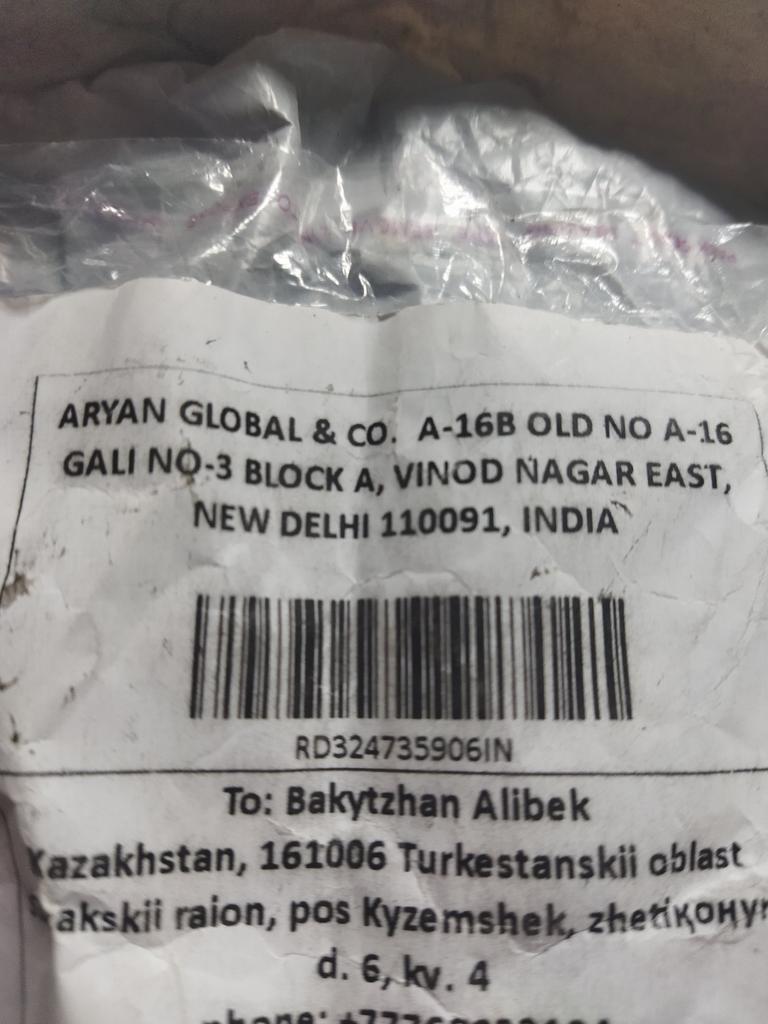 ARYAN GLOBAL & CO. A-16B OLD NO A-16
GALI NO-3 BLOCK A, VINOD NAGAR EAST,
NEW DELHI 110091, INDIA
RD324735906IN
To: Bakytzhan Alibek
Kazakhstan, 161006 Turkestanskii oblast
raion, pos Kyzemshek,
d. 6, kv. 4
phone: